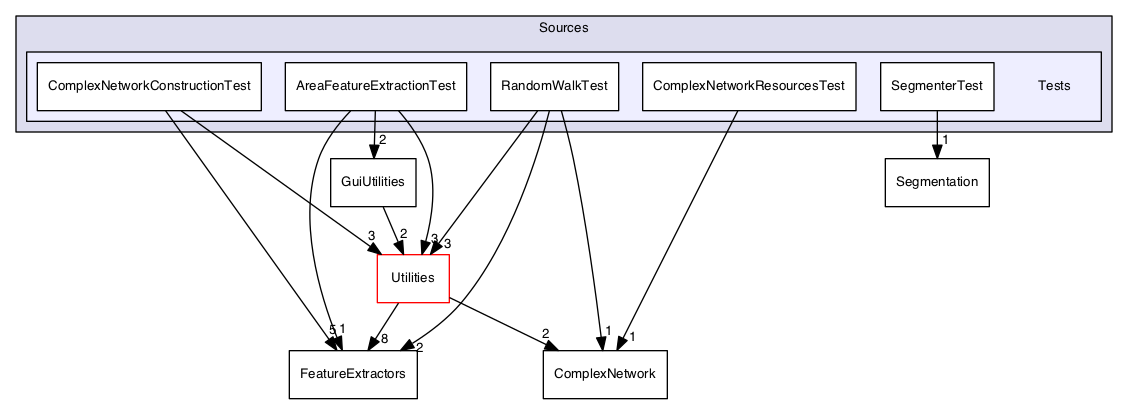 Sources
ComplexNetworkConstructionTest
AreaFeatureExtractionTest
RandomWalkTest
ComplexNetworkResourcesTest
SegmenterTest
Tests
2
1
GuiUtilities
Segmentation
3
2
3
3
Utilities
5
1
8
2
2
1
1
FeatureExtractors
ComplexNetwork